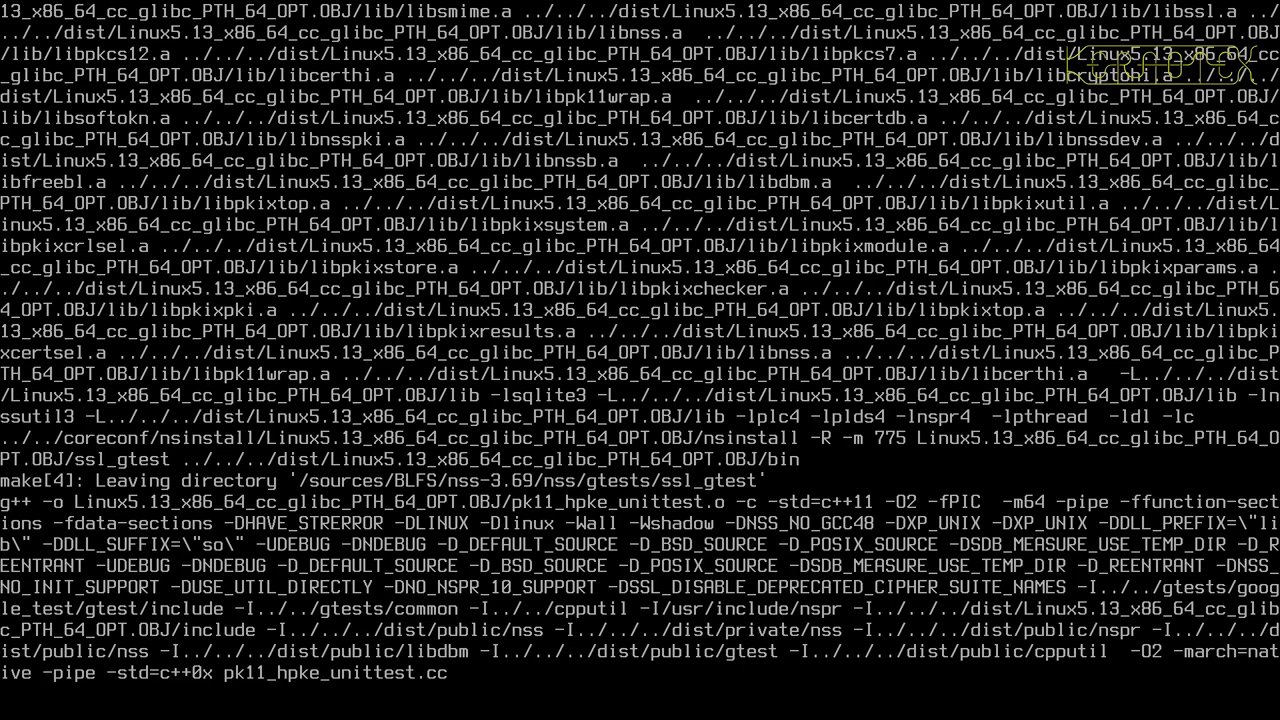 13_x86_64_cc_glibc_PTH_64_OPT.OBJ/lib/libsmime.a ../../../dist/Linux5.13_x86_64_cc_glibc_PTH_64_OPT.OBJ/lib/libssl.a ../
../../dist/Linux5.13_x86_64_cc_glibc_PTH_64_OPT.OBJ/lib/libnss.a ../../../dist/Linux5.13_x86_64_cc_glibc_PTH_64_OPT.OBJ
/lib/libpkcs12.a ../../../dist/Linux5.13_x86_64_cc_glibc_PTH_64_OPT.OBJ/lib/libpkcs7.a ../../../dist/Linux5.13_x86_64_cc
_glibc_PTH_64_OPT.OBJ/lib/libcerthi.a ../../../dist/Linux5.13_x86_64_cc_glibc_PTH_64_OPT.OBJ/lib/libcryptohi.a ../../../
dist/Linux5.13_x86_64_cc_glibc_PTH_64_OPT.OBJ/lib/libpk11wrap.a  ../../../dist/Linux5.13_x86_64_cc_glibc_PTH_64_OPT.OBJ/
lib/libsoftokn.a ../../../dist/Linux5.13_x86_64_cc_glibc_PTH_64_OPT.OBJ/lib/libcertdb.a ../../../dist/Linux5.13_x86_64_c
c_glibc_PTH_64_OPT.OBJ/lib/libnsspki.a ../../../dist/Linux5.13_x86_64_cc_glibc_PTH_64_OPT.OBJ/lib/libnssdev.a ../../../d
ist/Linux5.13_x86_64_cc_glibc_PTH_64_OPT.OBJ/lib/libnssb.a  ../../../dist/Linux5.13_x86_64_cc_glibc_PTH_64_OPT.OBJ/lib/l
ibfreebl.a ../../../dist/Linux5.13_x86_64_cc_glibc_PTH_64_OPT.OBJ/lib/libdbm.a  ../../../dist/Linux5.13_x86_64_cc_glibc_
PTH_64_OPT.OBJ/lib/libpkixtop.a ../../../dist/Linux5.13_x86_64_cc_glibc_PTH_64_OPT.OBJ/lib/libpkixutil.a ../../../dist/L
inux5.13_x86_64_cc_glibc_PTH_64_OPT.OBJ/lib/libpkixsystem.a ../../../dist/Linux5.13_x86_64_cc_glibc_PTH_64_OPT.OBJ/lib/l
ibpkixcrlsel.a ../../../dist/Linux5.13_x86_64_cc_glibc_PTH_64_OPT.OBJ/lib/libpkixmodule.a ../../../dist/Linux5.13_x86_64
_cc_glibc_PTH_64_OPT.OBJ/lib/libpkixstore.a ../../../dist/Linux5.13_x86_64_cc_glibc_PTH_64_OPT.OBJ/lib/libpkixparams.a .
./../../dist/Linux5.13_x86_64_cc_glibc_PTH_64_OPT.OBJ/lib/libpkixchecker.a ../../../dist/Linux5.13_x86_64_cc_glibc_PTH_6
4_OPT.OBJ/lib/libpkixpki.a ../../../dist/Linux5.13_x86_64_cc_glibc_PTH_64_OPT.OBJ/lib/libpkixtop.a ../../../dist/Linux5.
13_x86_64_cc_glibc_PTH_64_OPT.OBJ/lib/libpkixresults.a ../../../dist/Linux5.13_x86_64_cc_glibc_PTH_64_OPT.OBJ/lib/libpki
xcertsel.a ../../../dist/Linux5.13_x86_64_cc_glibc_PTH_64_OPT.OBJ/lib/libnss.a ../../../dist/Linux5.13_x86_64_cc_glibc_P
TH_64_OPT.OBJ/lib/libpk11wrap.a ../../../dist/Linux5.13_x86_64_cc_glibc_PTH_64_OPT.OBJ/lib/libcerthi.a   -L../../../dist
/Linux5.13_x86_64_cc_glibc_PTH_64_OPT.OBJ/lib -lsqlite3 -L../../../dist/Linux5.13_x86_64_cc_glibc_PTH_64_OPT.OBJ/lib -ln
ssutil3 -L../../../dist/Linux5.13_x86_64_cc_glibc_PTH_64_OPT.OBJ/lib -lplc4 -lplds4 -lnspr4  -lpthread  -ldl -lc
../../coreconf/nsinstall/Linux5.13_x86_64_cc_glibc_PTH_64_OPT.OBJ/nsinstall -R -m 775 Linux5.13_x86_64_cc_glibc_PTH_64_O
PT.OBJ/ssl_gtest ../../../dist/Linux5.13_x86_64_cc_glibc_PTH_64_OPT.OBJ/bin
make[4]: Leaving directory '/sources/BLFS/nss-3.69/nss/gtests/ssl_gtest'
g++ -o Linux5.13_x86_64_cc_glibc_PTH_64_OPT.OBJ/pk11_hpke_unittest.o -c -std=c++11 -O2 -fPIC  -m64 -pipe -ffunction-sect
ions -fdata-sections -DHAVE_STRERROR -DLINUX -Dlinux -Wall -Wshadow -DNSS_NO_GCC48 -DXP_UNIX -DXP_UNIX -DDLL_PREFIX=\"li
b\" -DDLL_SUFFIX=\"so\" -UDEBUG -DNDEBUG -D_DEFAULT_SOURCE -D_BSD_SOURCE -D_POSIX_SOURCE -DSDB_MEASURE_USE_TEMP_DIR -D_R
EENTRANT -UDEBUG -DNDEBUG -D_DEFAULT_SOURCE -D_BSD_SOURCE -D_POSIX_SOURCE -DSDB_MEASURE_USE_TEMP_DIR -D_REENTRANT -DNSS_
NO_INIT_SUPPORT -DUSE_UTIL_DIRECTLY -DNO_NSPR_10_SUPPORT -DSSL_DISABLE_DEPRECATED_CIPHER_SUITE_NAMES -I../../gtests/goog
le_test/gtest/include -I../../gtests/common -I../../cpputil -I/usr/include/nspr -I../../../dist/Linux5.13_x86_64_cc_glib
c_PTH_64_OPT.OBJ/include -I../../../dist/public/nss -I../../../dist/private/nss -I../../../dist/public/nspr -I../../../d
ist/public/nss -I../../../dist/public/libdbm -I../../../dist/public/gtest -I../../../dist/public/cpputil  -O2 -march=nat
ive -pipe -std=c++0x pk11_hpke_unittest.cc